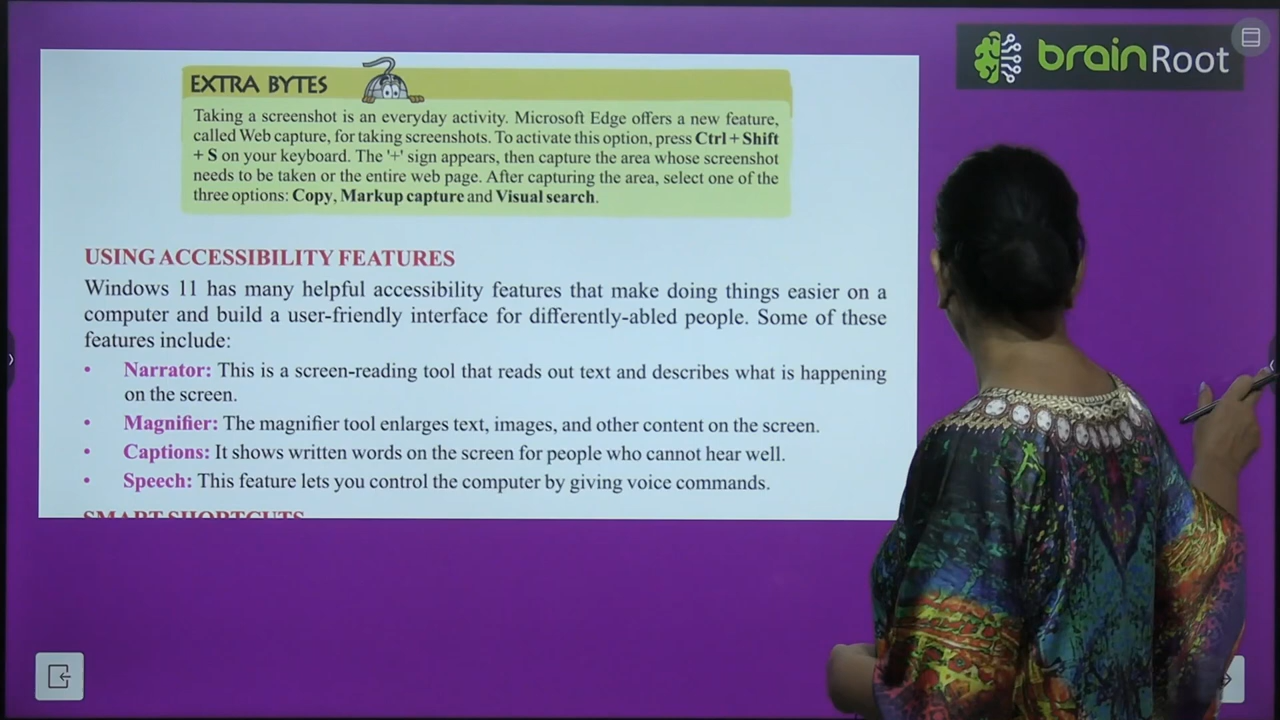 brainRoot
EXTRA BYTES
Taking a screenshot is an everyday activity. Microsoft Edge offers a new feature,
called Web capture, for taking screenshots. To activate this option, press Ctrl + Shift
+ S on your keyboard. The '+' sign appears, then capture the area whose screenshot
needs to be taken or the entire web page. After capturing the area, select one of the
three options: Copy, Markup capture and Visual search.
USING ACCESSIBILITY FEATURES
Windows 11 has many helpful accessibility features that make doing things easier on a
computer and build a user-friendly interface for differently-abled people. Some of these
features include:
• Narrator: This is a screen-reading tool that reads out text and describes what is happening
on the screen.
• Magnifier: The magnifier tool enlarges text, images, and other content on the screen.
• Captions: It shows written words on the screen for people who cannot hear well.
• Speech: This feature lets you control the computer by giving voice commands.
SMART SHORTCUTS